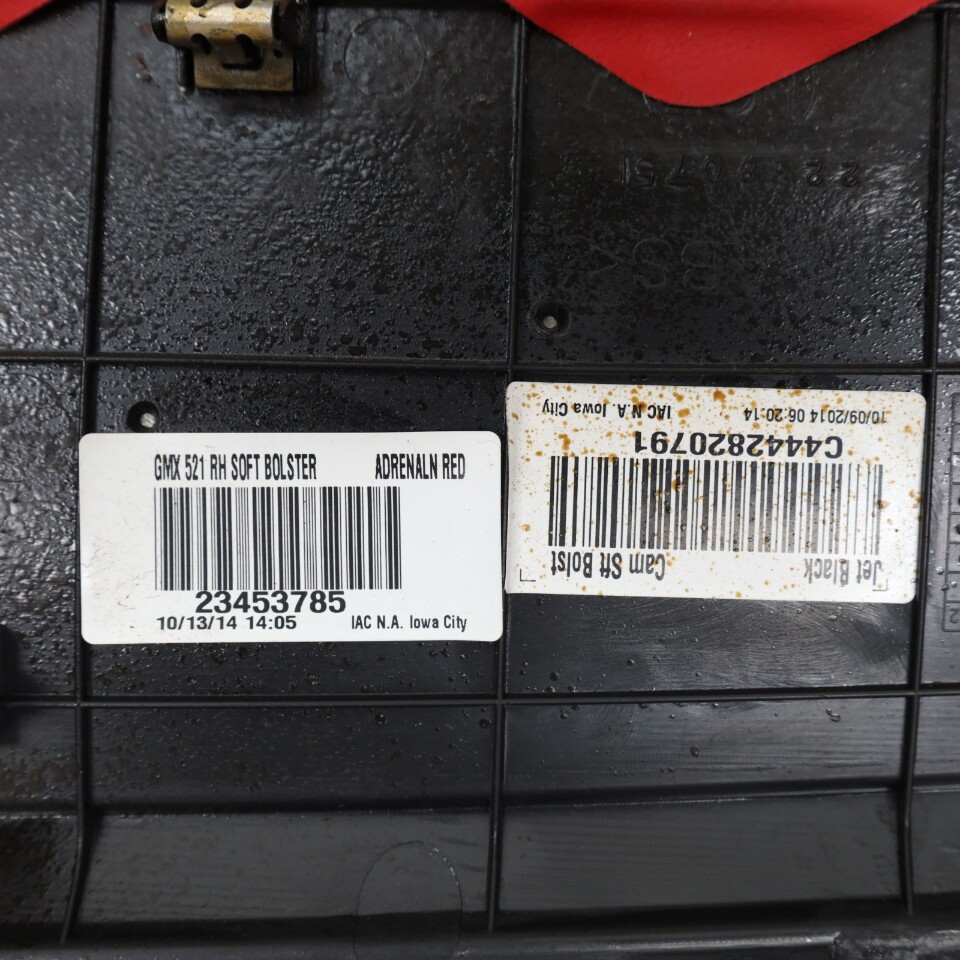 GMX 521 RH SOFT BOLSTER ADRENALN RED
23453785
10/13/14 14:05 IAC N.A. Iowa City
Jet Black Cam Sft Bolst
C4442820791
10/09/2014 06:20:14 IAC N.A. Iowa City